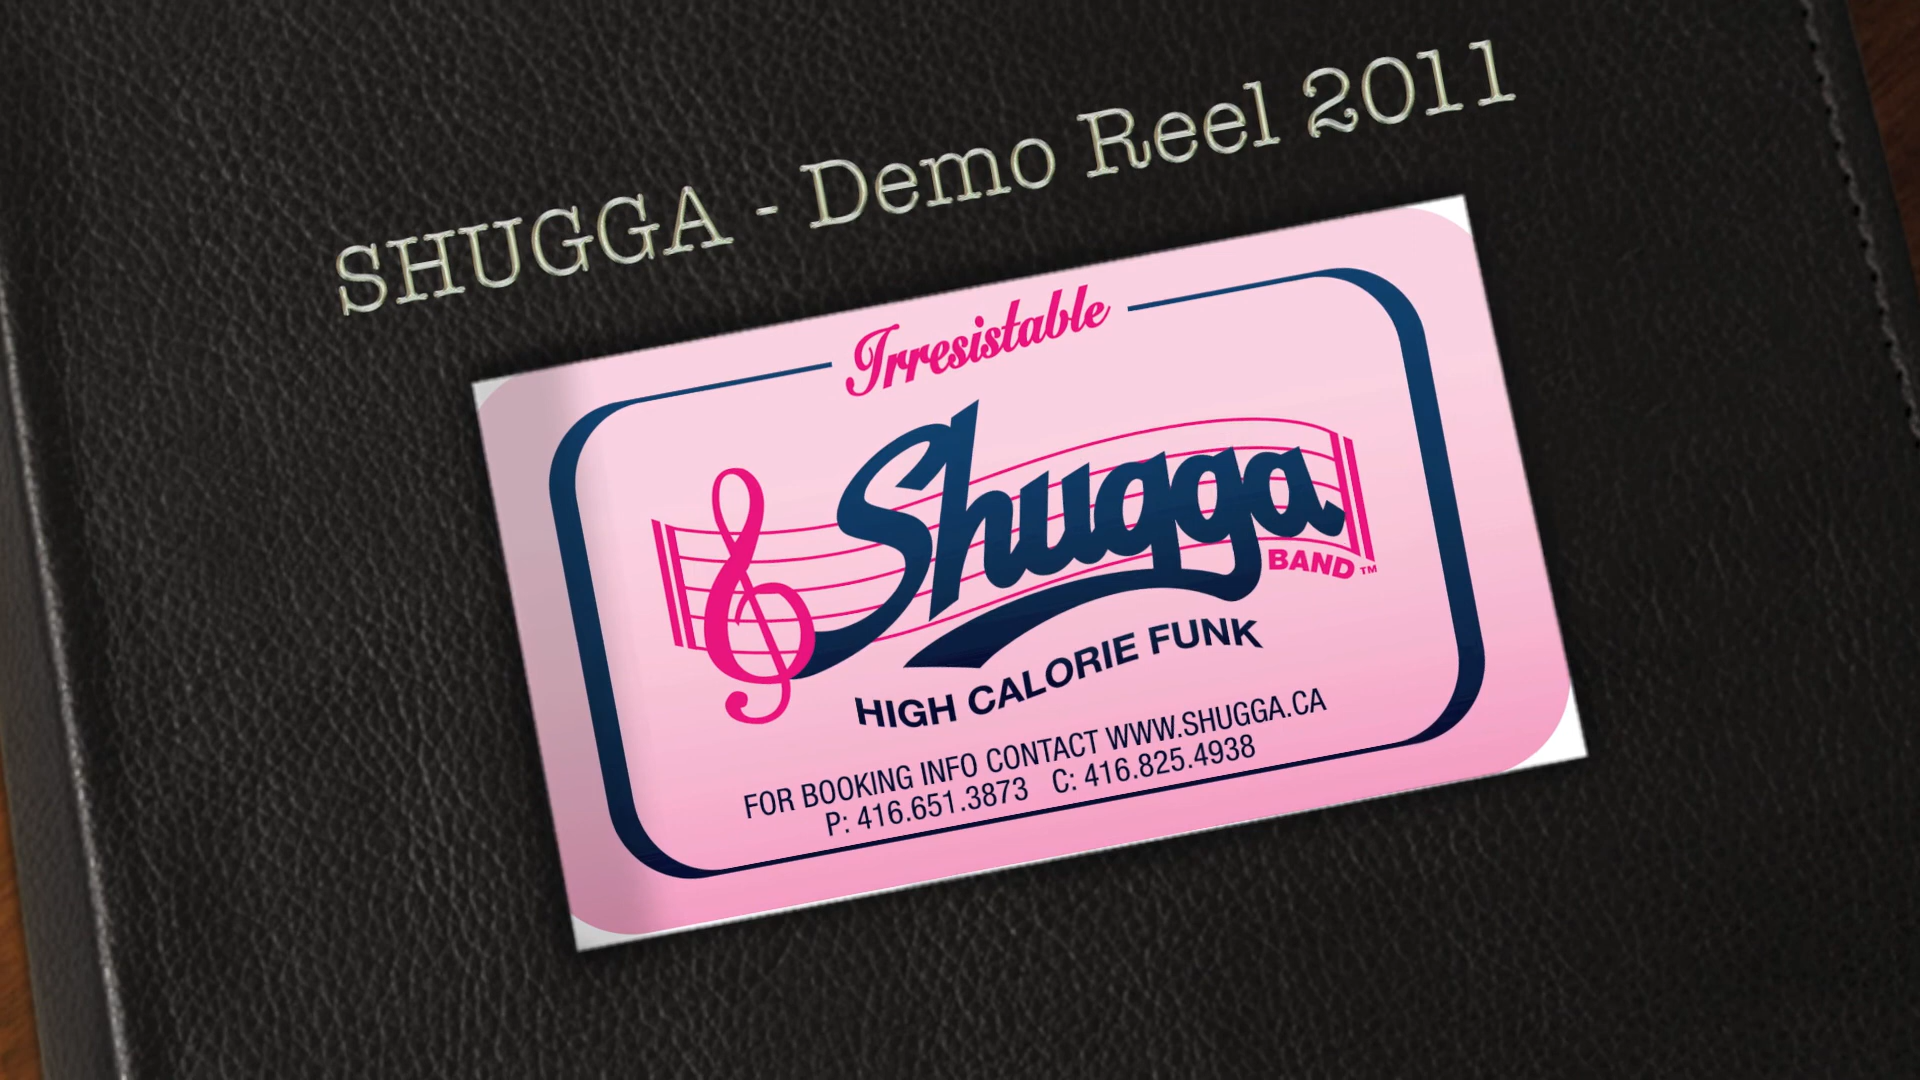 SHUGGA - Demo Reel 2011
Irresistable
Shugga
BAND™
HIGH CALORIE FUNK
FOR BOOKING INFO CONTACT WWW.SHUGGA.CA
P: 416.651.3873 C: 416.825.4938